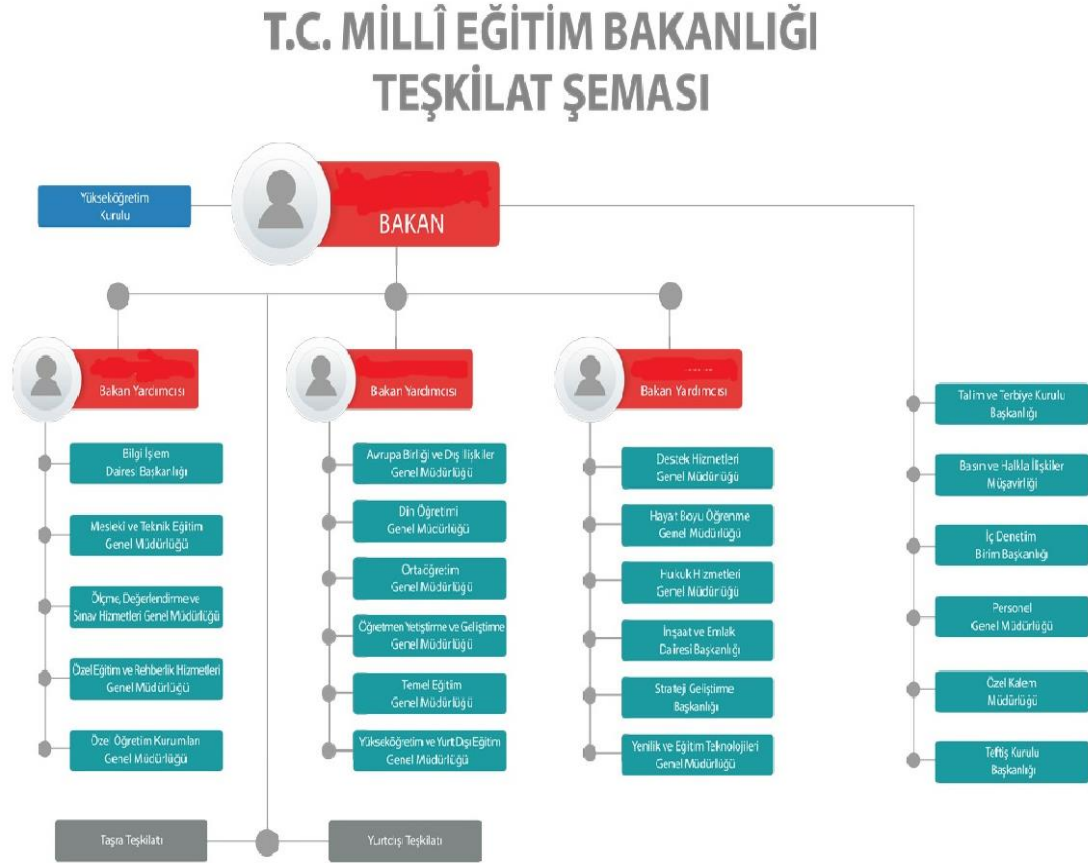 T.C. MİLLÎ EĞİTİM BAKANLIĞI
TEŞKİLAT ŞEMASI
Yükseköğretim
Kurulu
BAKAN
Bakan Yardımcısı
Bilgi İşlem
Dairesi Başkanlığı
Mesleki ve Teknik Eğitim
Genel Müdürlüğü
Ölçme, Değerlendirme ve
Sınav Hizmetleri Genel Müdürlüğü
Özel Eğitim ve Rehberlik Hizmetleri
Genel Müdürlüğü
Özel Öğretim Kurumları
Genel Müdürlüğü
Bakan Yardımcısı
Avrupa Birliği ve Dış İlişkiler
Genel Müdürlüğü
Din Öğretimi
Genel Müdürlüğü
Ortaöğretim
Genel Müdürlüğü
Öğretmen Yetiştirme ve Geliştirme
Genel Müdürlüğü
Temel Eğitim
Genel Müdürlüğü
Yükseköğretim ve Yurt Dışı Eğitim
Genel Müdürlüğü
Bakan Yardımcısı
Destek Hizmetleri
Genel Müdürlüğü
Hayat Boyu Öğrenme
Genel Müdürlüğü
Hukuk Hizmetleri
Genel Müdürlüğü
İnşaat ve Emlak
Dairesi Başkanlığı
Strateji Geliştirme
Başkanlığı
Yenilik ve Eğitim Teknolojileri
Genel Müdürlüğü
Talim ve Terbiye Kurulu
Başkanlığı
Basın ve Halkla İlişkiler
Müşavirliği
İç Denetim
Birim Başkanlığı
Personel
Genel Müdürlüğü
Özel Kalem
Müdürlüğü
Teftiş Kurulu
Başkanlığı
Taşra Teşkilatı
Yurtdışı Teşkilatı